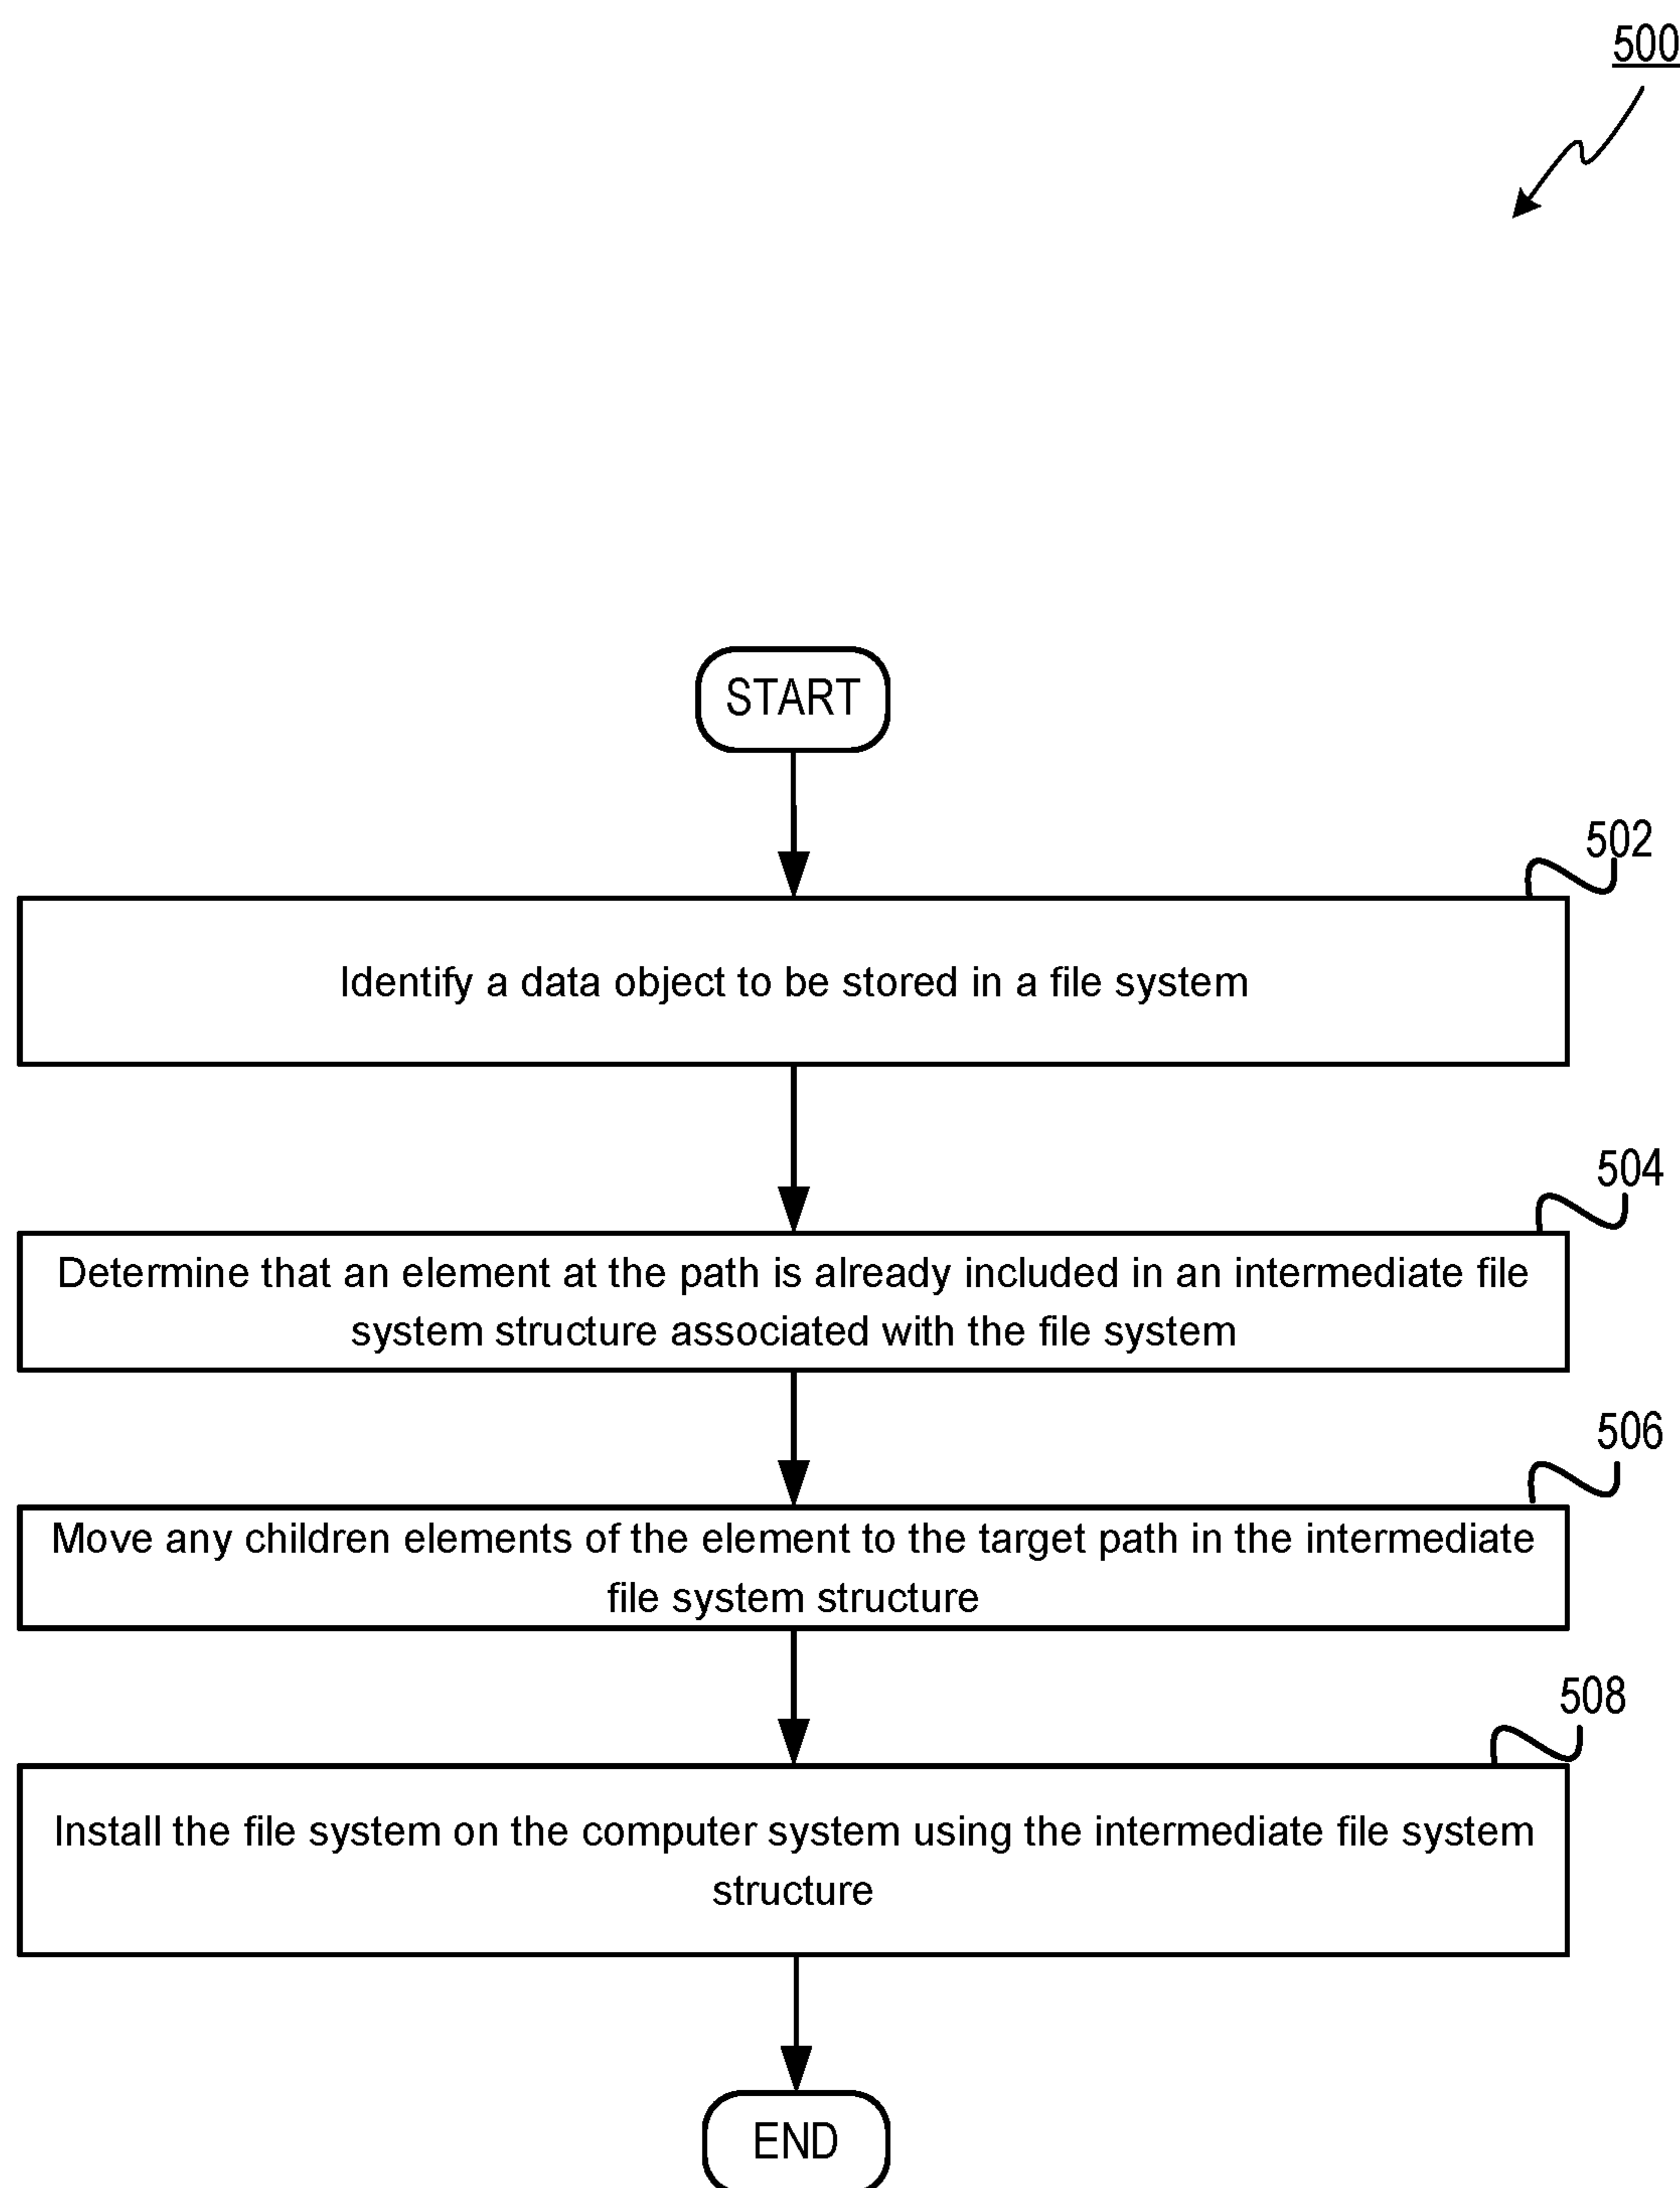 500
START
502
Identify a data object to be stored in a file system
504
Determine that an element at the path is already included in an intermediate file
system structure associated with the file system
506
Move any children elements of the element to the target path in the intermediate
file system structure
508
Install the file system on the computer system using the intermediate file system
structure
END